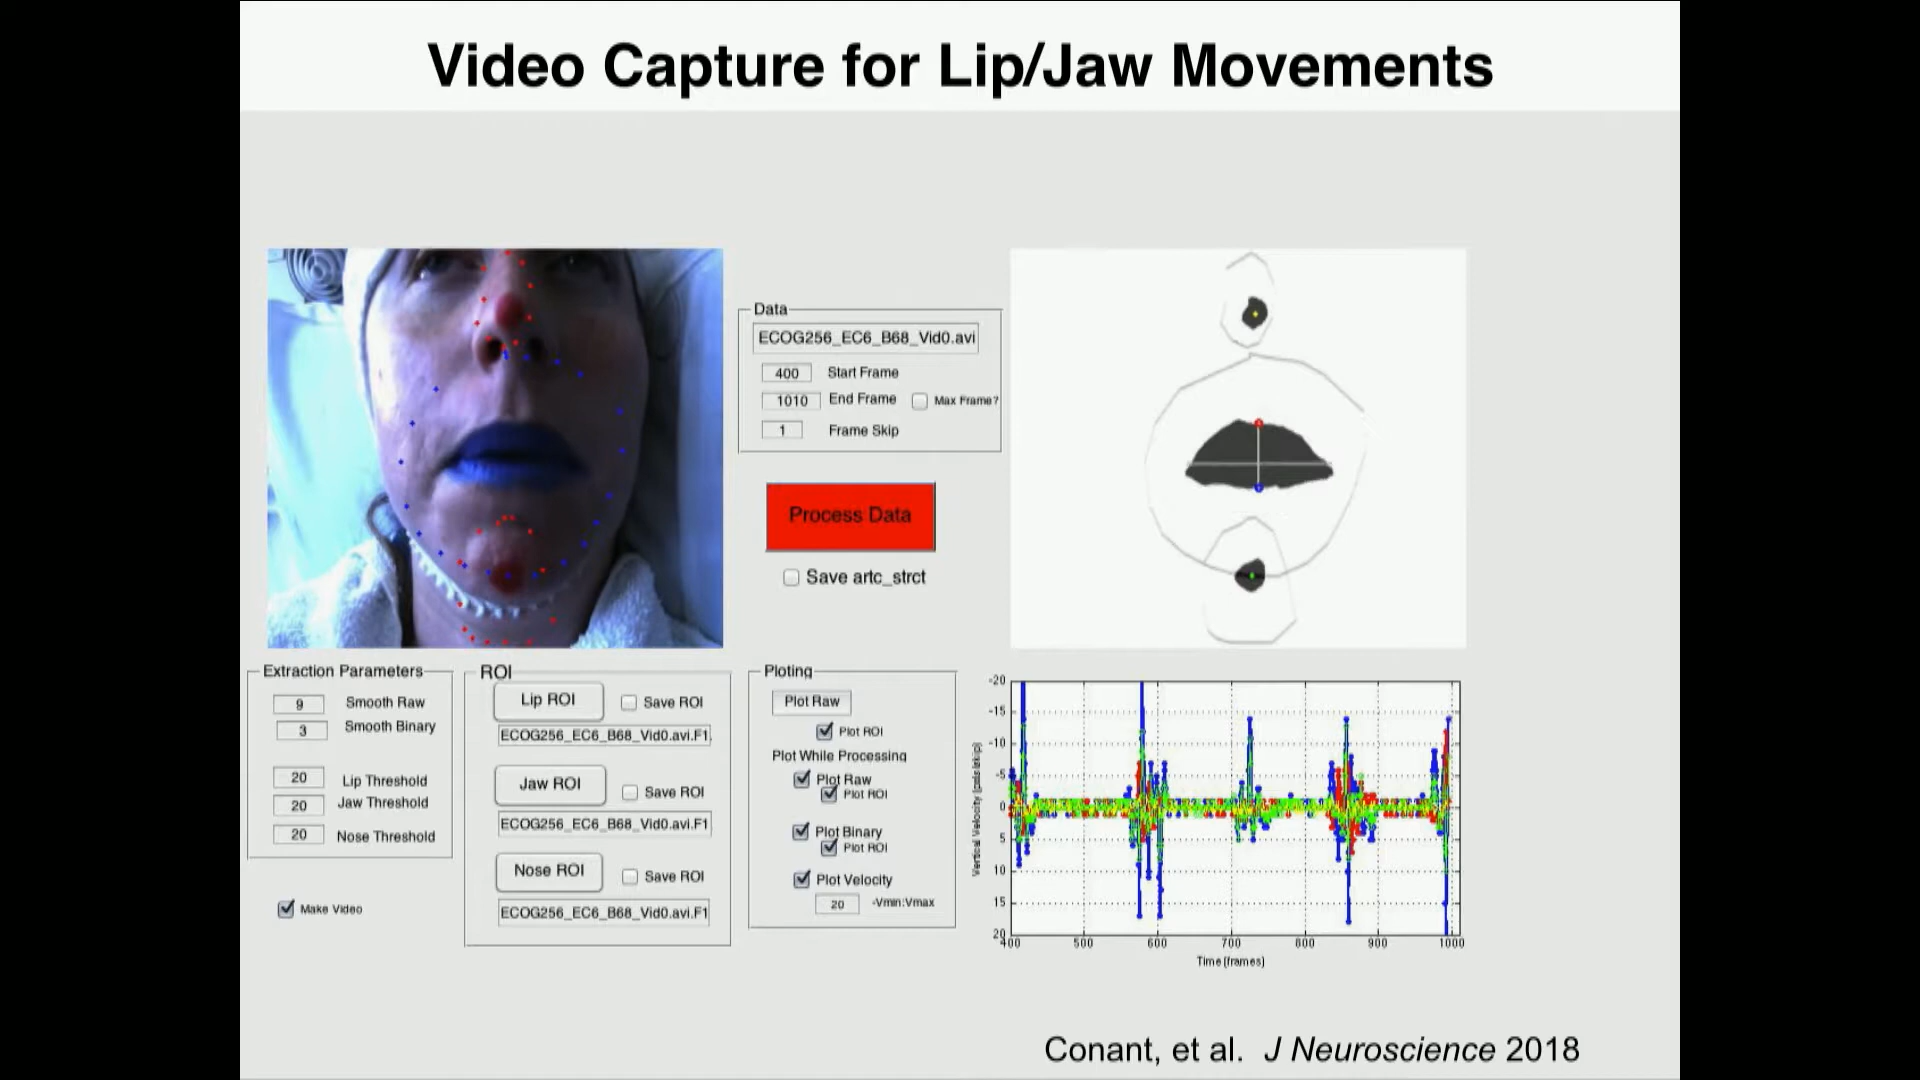 Video Capture for Lip/Jaw Movements
Data
ECOG256_EC6_B68_Vid0.avi
400 Start Frame
1010 End Frame Max Frame?
1 Frame Skip
Process Data
Save artc_strct
Extraction Parameters
9 Smooth Raw
3 Smooth Binary
20 Lip Threshold
20 Jaw Threshold
20 Nose Threshold
Make Video
ROI
Lip ROI Save ROI
ECOG256_EC6_B68_Vid0.avi.F1
Jaw ROI Save ROI
ECOG256_EC6_B68_Vid0.avi.F1
Nose ROI Save ROI
ECOG256_EC6_B68_Vid0.avi.F1
Ploting
Plot Raw
Plot ROI
Plot While Processing
Plot Raw
Plot ROI
Plot Binary
Plot ROI
Plot Velocity
20 -Vmin:Vmax
-20
-15
-10
-5
0
5
10
15
20
Vertical Velocity
400 500 600 700 800 900 1000
Time (frames)
Conant, et al. J Neuroscience 2018